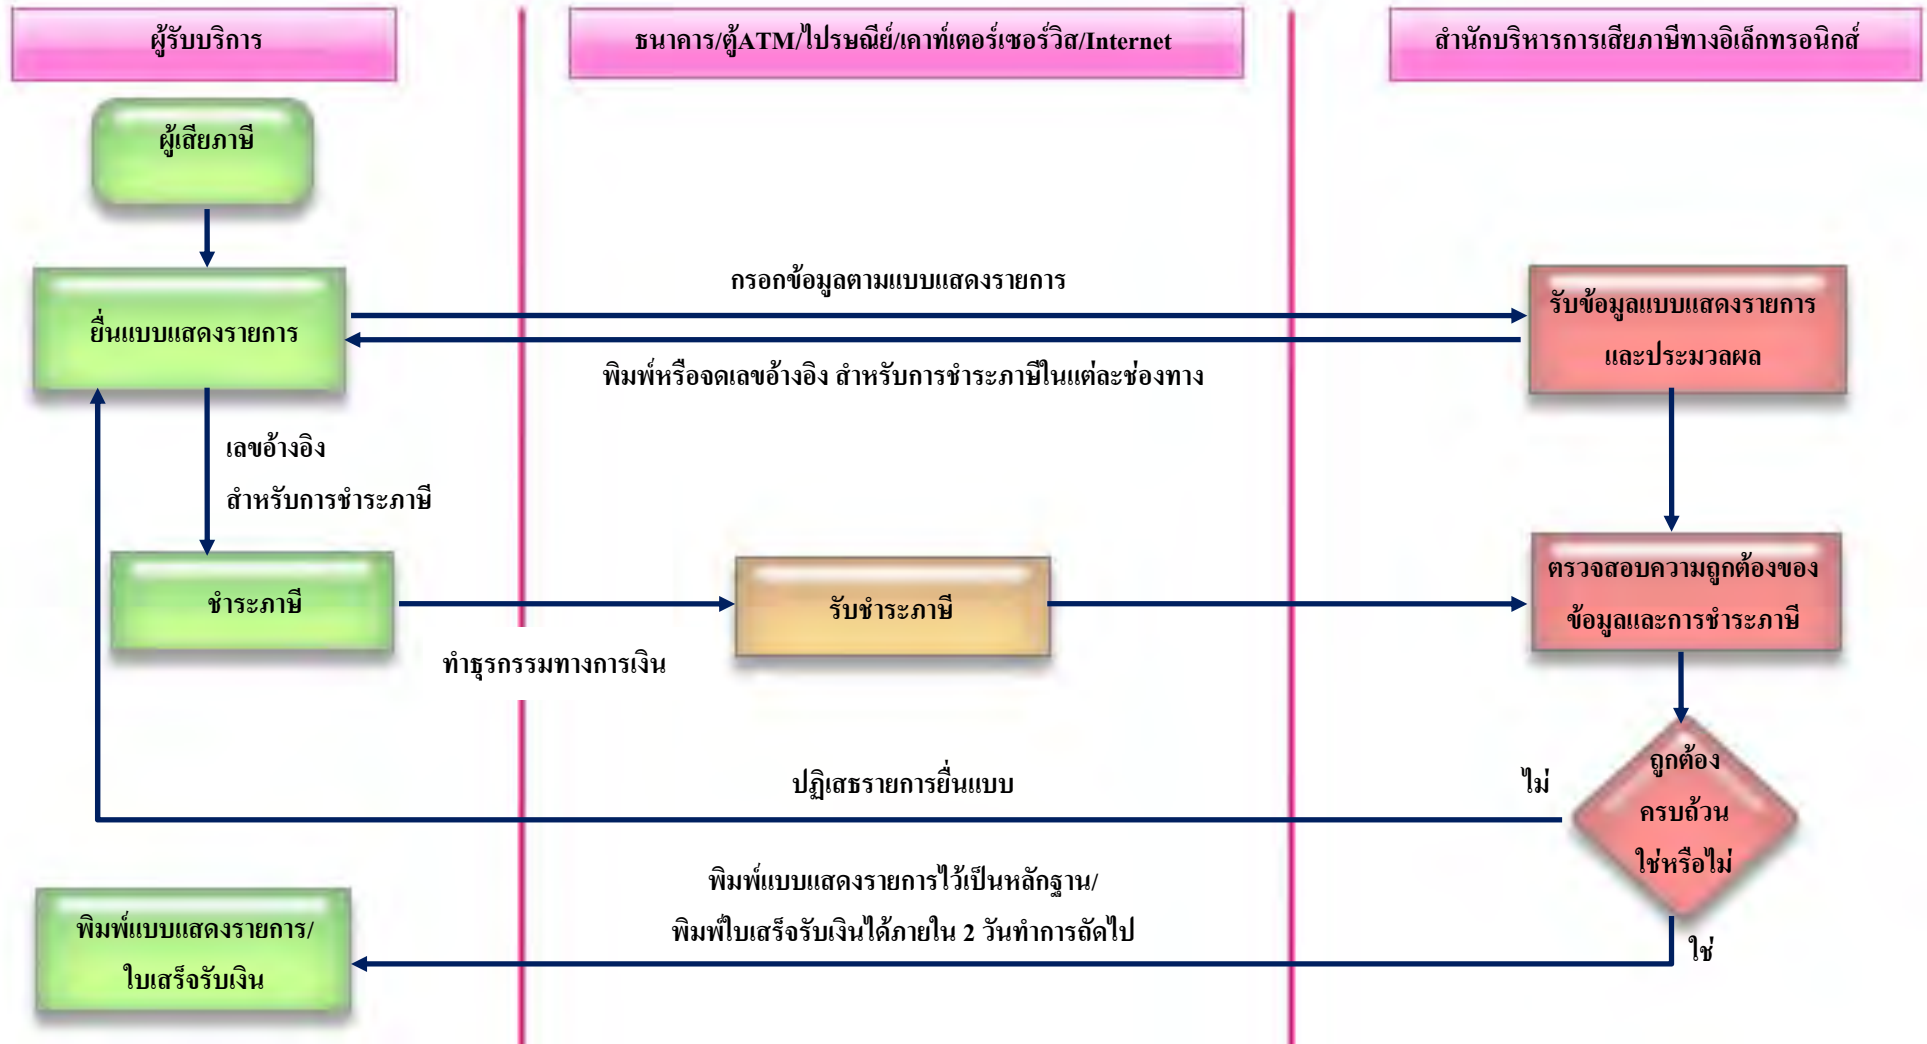 ผู้รับบริการ
ธนาคาร/ตู้ATM/ไปรษณีย์/เคาท์เตอร์เซอร์วิส/Internet
สำนักบริหารการเสียภาษีทางอิเล็กทรอนิกส์
ผู้เสียภาษี
ยื่นแบบแสดงรายการ
กรอกข้อมูลตามแบบแสดงรายการ
รับข้อมูลแบบแสดงรายการ
และประมวลผล
พิมพ์หรือจดเลขอ้างอิง สำหรับการชำระภาษีในแต่ละช่องทาง
เลขอ้างอิง
สำหรับการชำระภาษี
ชำระภาษี
รับชำระภาษี
ตรวจสอบความถูกต้องของ
ข้อมูลและการชำระภาษี
ทำธุรกรรมทางการเงิน
ปฏิเสธรายการยื่นแบบ
ไม่
ถูกต้อง
ครบถ้วน
ใช่หรือไม่
พิมพ์แบบแสดงรายการไว้เป็นหลักฐาน/
พิมพ์ใบเสร็จรับเงินได้ภายใน 2 วันทำการถัดไป
ใช่
พิมพ์แบบแสดงรายการ/
ใบเสร็จรับเงิน